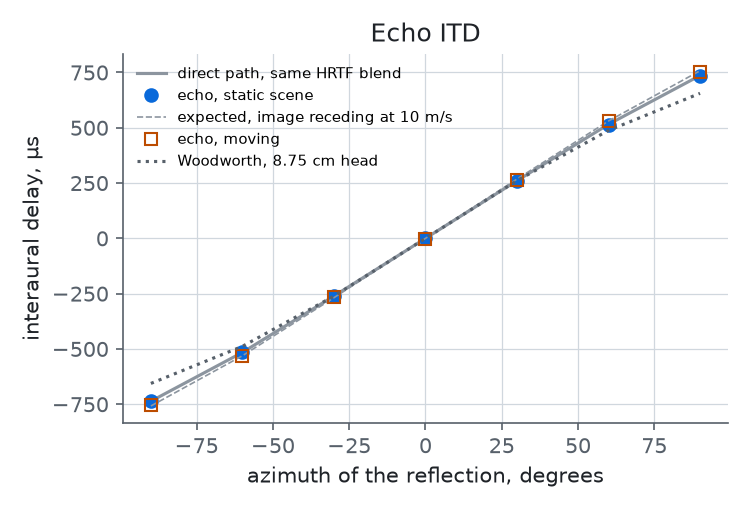 Echo ITD
direct path, same HRTF blend
echo, static scene
expected, image receding at 10 m/s
echo, moving
Woodworth, 8.75 cm head
interaural delay, µs
750
500
250
0
−250
−500
−750
−75
−50
−25
0
25
50
75
azimuth of the reflection, degrees